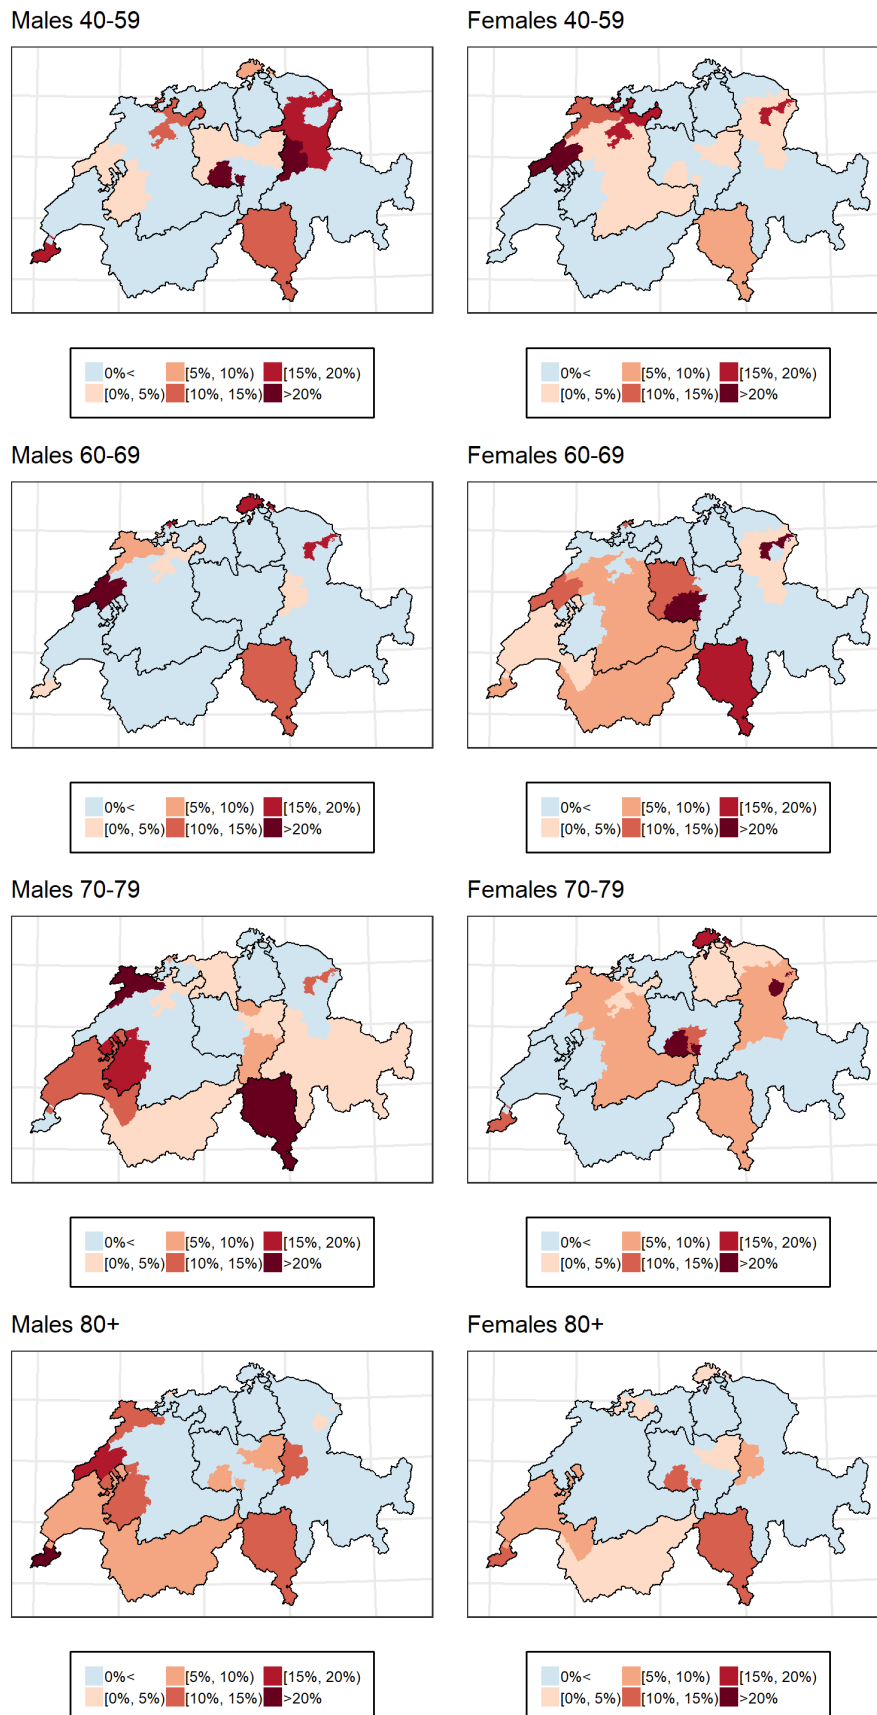 Males 40-59 Females 40-59
0%< [5%, 10%) [15%, 20%) 0%< [5%, 10%) [15%, 20%)
[0%, 5%) [10%, 15%) >20% [0%, 5%) [10%, 15%) >20%
Males 60-69 Females 60-69
0%< [5%, 10%) [15%, 20%) 0%< [5%, 10%) [15%, 20%)
[0%, 5%) [10%, 15%) >20% [0%, 5%) [10%, 15%) >20%
Males 70-79 Females 70-79
0%< [5%, 10%) [15%, 20%) 0%< [5%, 10%) [15%, 20%)
[0%, 5%) [10%, 15%) >20% [0%, 5%) [10%, 15%) >20%
Males 80+ Females 80+
0%< [5%, 10%) [15%, 20%) 0%< [5%, 10%) [15%, 20%)
[0%, 5%) [10%, 15%) >20% [0%, 5%) [10%, 15%) >20%